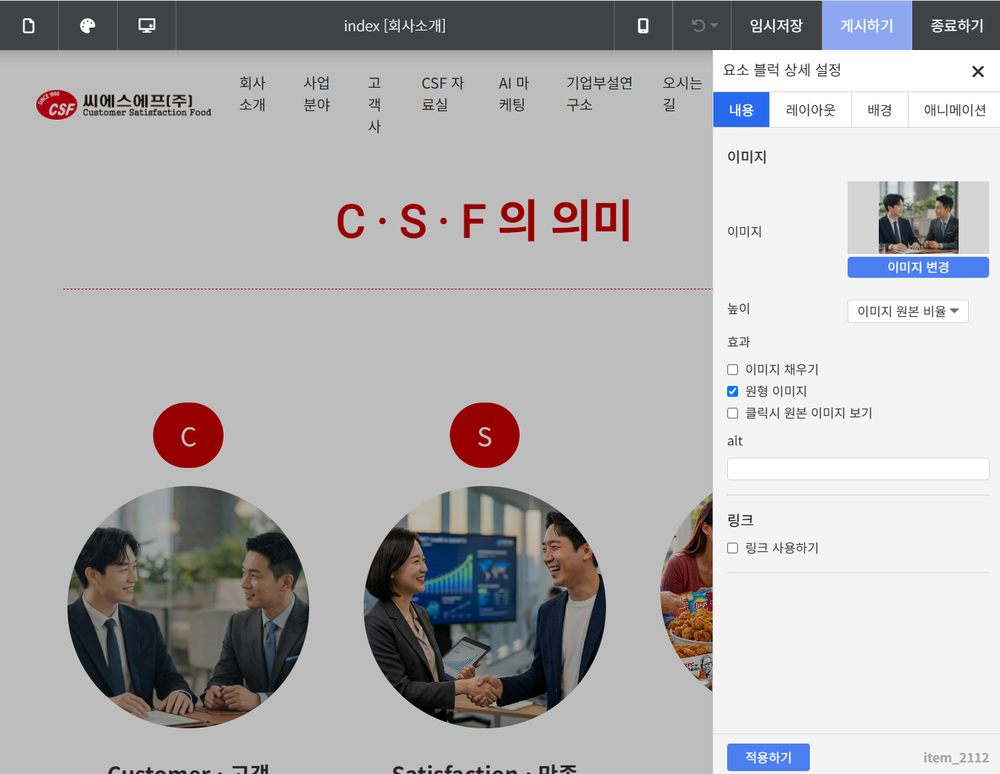 index [회사소개]
임시저장
게시하기
종료하기
SINCE 1990
CSF
씨에스에프(주)
Customer Satisfaction Food
회사
소개
사업
분야
고
객
사
CSF 자
료실
AI 마
케팅
기업부설연
구소
오시는
길
C · S · F 의 의미
C
S
Lay's
KFC
Customer · 고객
Satisfaction · 만족
요소 블럭 상세 설정
내용
레이아웃
배경
애니메이션
이미지
이미지
이미지 변경
높이
이미지 원본 비율
효과
이미지 채우기
원형 이미지
클릭시 원본 이미지 보기
alt
링크
링크 사용하기
적용하기
item_2112